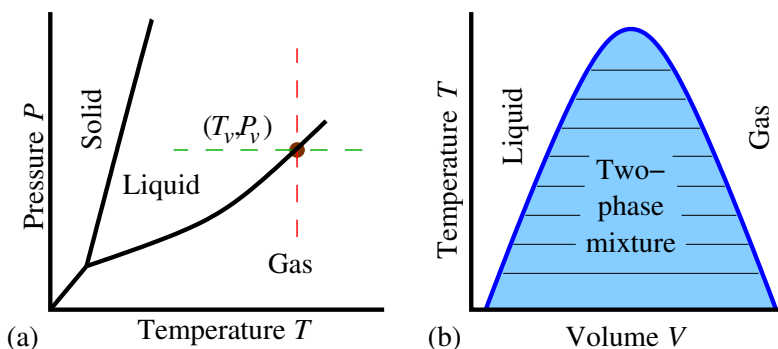 Pressure P
Solid
Liquid
(Tv,Pv)
Gas
(a)
Temperature T
Temperature T
Liquid
Gas
Two–
phase
mixture
(b)
Volume V